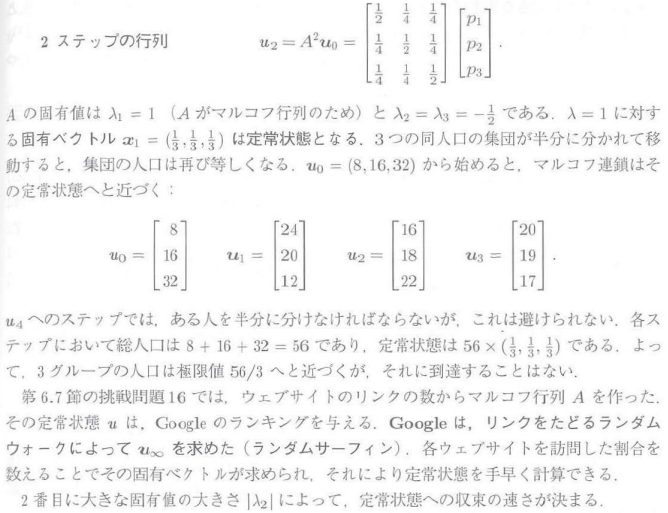 2 ステップの行列 u₂ = A²u₀ = [1/2 1/4 1/4; 1/4 1/2 1/4; 1/4 1/4 1/2] [p₁; p₂; p₃].
A の固有値は λ₁ = 1 (A がマルコフ行列のため) と λ₂ = λ₃ = −1/2 である. λ = 1 に対す
る固有ベクトル x₁ = (1/3, 1/3, 1/3) は定常状態となる. 3 つの同人口の集団が半分に分かれて移
動すると, 集団の人口は再び等しくなる. u₀ = (8, 16, 32) から始めると, マルコフ連鎖はそ
の定常状態へと近づく:
u₀ = [8; 16; 32] u₁ = [24; 20; 12] u₂ = [16; 18; 22] u₃ = [20; 19; 17].
u₄ へのステップでは, ある人を半分に分けなければならないが, これは避けられない. 各ス
テップにおいて総人口は 8 + 16 + 32 = 56 であり, 定常状態は 56 × (1/3, 1/3, 1/3) である. よっ
て, 3 グループの人口は極限値 56/3 へと近づくが, それに到達することはない.
第 6.7 節の挑戦問題 16 では, ウェブサイトのリンクの数からマルコフ行列 A を作った.
その定常状態 u は, Google のランキングを与える. Google は, リンクをたどるランダム
ウォークによって u∞ を求めた (ランダムサーフィン). 各ウェブサイトを訪問した割合を
数えることでその固有ベクトルが求められ, それにより定常状態を手早く計算できる.
2 番目に大きな固有値の大きさ |λ₂| によって, 定常状態への収束の速さが決まる.